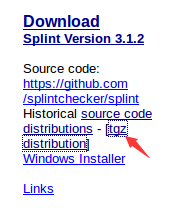 Download
Splint Version 3.1.2
Source code:
https://github.com
/splintchecker/splint
Historical source code
distributions - [tgz
distribution]
Windows Installer
Links